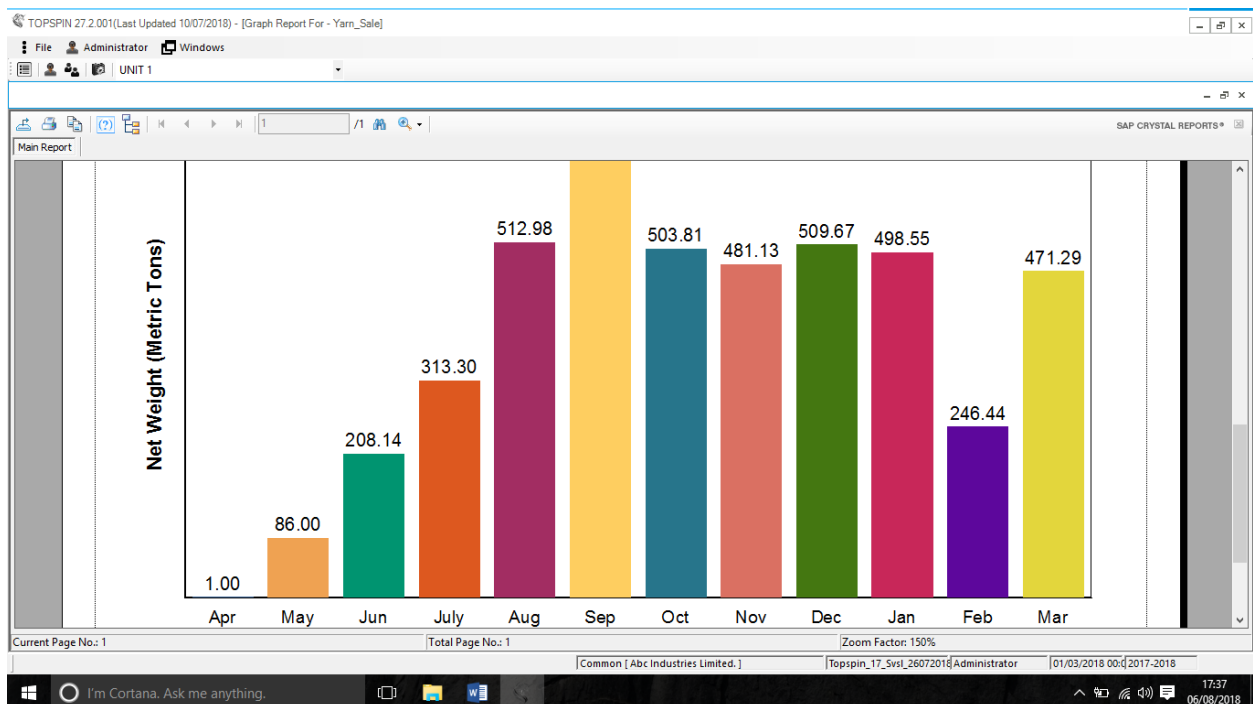 TOPSPIN 27.2.001(Last Updated 10/07/2018) - [Graph Report For - Yarn_Sale]
File Administrator Windows
UNIT 1
(?) 1 /1 SAP CRYSTAL REPORTS®
Main Report
Net Weight (Metric Tons)
1.00
86.00
208.14
313.30
512.98
503.81
481.13
509.67
498.55
246.44
471.29
Apr May Jun July Aug Sep Oct Nov Dec Jan Feb Mar
Current Page No.: 1 Total Page No.: 1 Zoom Factor: 150%
Common [ Abc Industries Limited. ] Topspin_17_Svsl_26072018 Administrator 01/03/2018 00:0 2017-2018
I'm Cortana. Ask me anything. W 17:37
06/08/2018